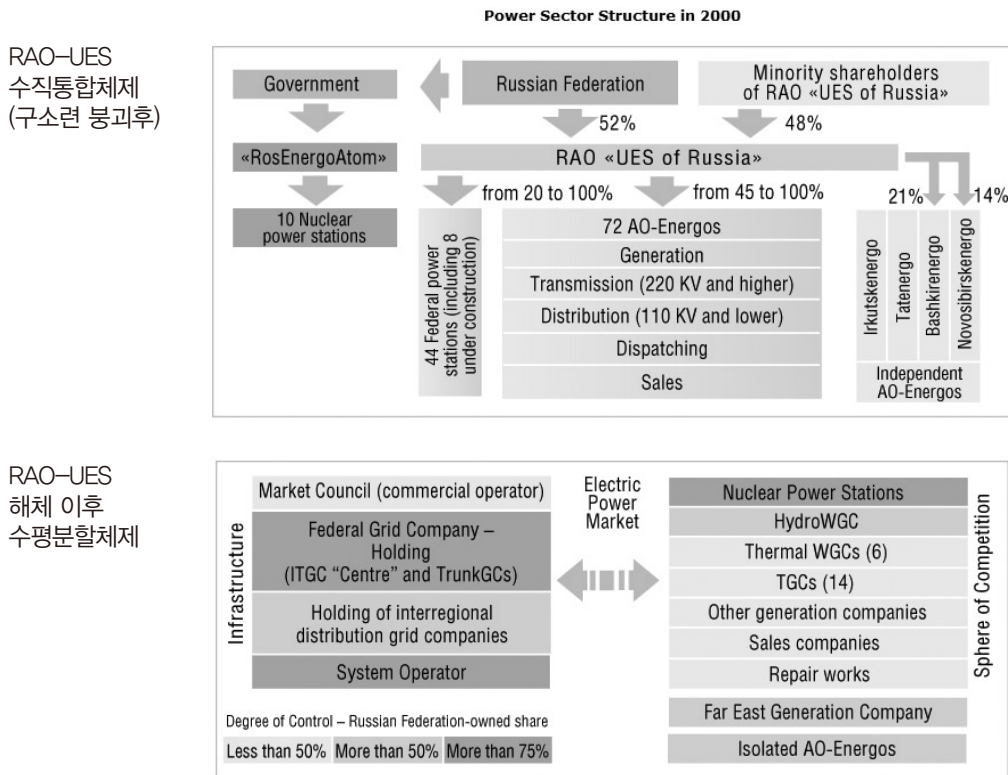 Power Sector Structure in 2000
RAO–UES
수직통합체제
(구소련 붕괴후)
Government
Russian Federation
Minority shareholders
of RAO «UES of Russia»
52%
48%
«RosEnergoAtom»
RAO «UES of Russia»
from 20 to 100%
from 45 to 100%
21%
14%
10 Nuclear
power stations
44 Federal power
stations (including 8
under construction)
72 AO-Energos
Generation
Transmission (220 KV and higher)
Distribution (110 KV and lower)
Dispatching
Sales
Irkutskenergo
Tatenergo
Bashkirenergo
Novosibirskenergo
Independent
AO-Energos
RAO–UES
해체 이후
수평분할체제
Infrastructure
Market Council (commercial operator)
Federal Grid Company –
Holding
(ITGC “Centre” and TrunkGCs)
Holding of interregional
distribution grid companies
System Operator
Electric
Power
Market
Nuclear Power Stations
HydroWGC
Thermal WGCs (6)
TGCs (14)
Other generation companies
Sales companies
Repair works
Sphere of Competition
Far East Generation Company
Isolated AO-Energos
Degree of Control – Russian Federation-owned share
Less than 50%
More than 50%
More than 75%